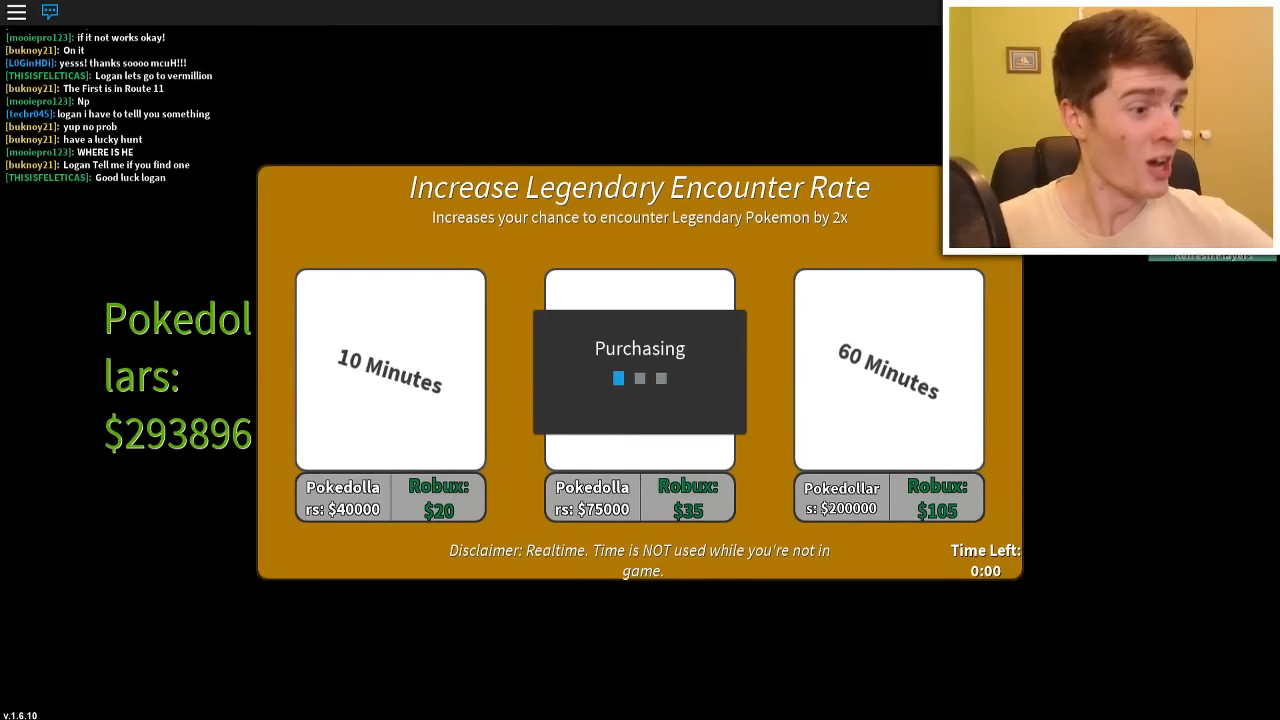 [mooiepro123]: if it not works okay!
[buknoy21]: On it
[L0GinHDi]: yesss! thanks soooo mcuH!!!
[THISISFELETICAS]: Logan lets go to vermillion
[buknoy21]: The First is in Route 11
[mooiepro123]: Np
[tecbr045]: logan i have to telll you something
[buknoy21]: yup no prob
[buknoy21]: have a lucky hunt
[mooiepro123]: WHERE IS HE
[buknoy21]: Logan Tell me if you find one
[THISISFELETICAS]: Good luck logan
Increase Legendary Encounter Rate
Increases your chance to encounter Legendary Pokemon by 2x
Pokedol
lars:
$293896
10 Minutes
Purchasing
60 Minutes
Pokedolla
rs: $40000
Robux:
$20
Pokedolla
rs: $75000
Robux:
$35
Pokedollar
s: $200000
Robux:
$105
Disclaimer: Realtime. Time is NOT used while you're not in
game.
Time Left:
0:00
v.1.6.10